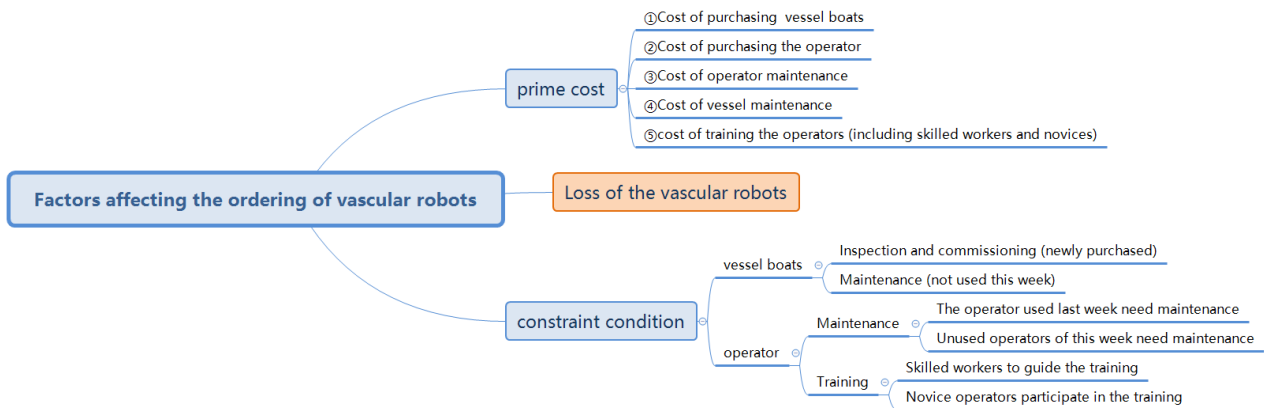 Factors affecting the ordering of vascular robots
prime cost
①Cost of purchasing vessel boats
②Cost of purchasing the operator
③Cost of operator maintenance
④Cost of vessel maintenance
⑤cost of training the operators (including skilled workers and novices)
Loss of the vascular robots
constraint condition
vessel boats
Inspection and commissioning (newly purchased)
Maintenance (not used this week)
operator
Maintenance
The operator used last week need maintenance
Unused operators of this week need maintenance
Training
Skilled workers to guide the training
Novice operators participate in the training